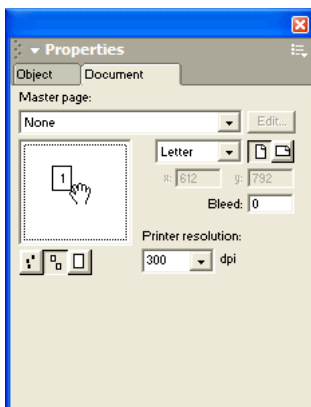 Properties
Object Document
Master page:
None Edit...
Letter
x: 612 y: 792
1
Bleed: 0
Printer resolution:
300 dpi